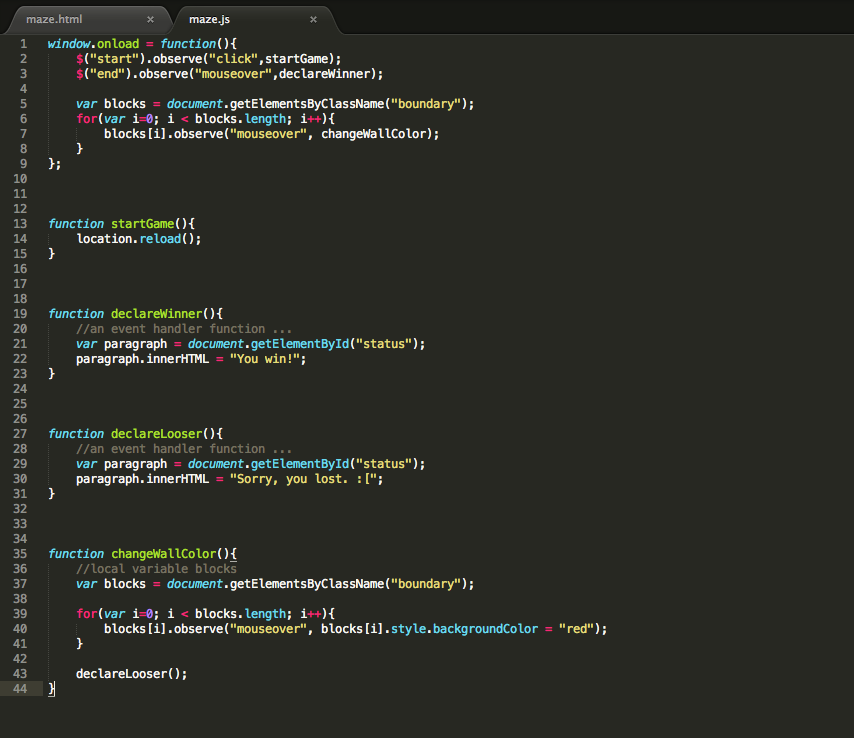 maze.html × maze.js ×
1 window.onload = function(){
2 $("start").observe("click",startGame);
3 $("end").observe("mouseover",declareWinner);
4
5 var blocks = document.getElementsByClassName("boundary");
6 for(var i=0; i < blocks.length; i++){
7 blocks[i].observe("mouseover", changeWallColor);
8 }
9 };
10
11
12
13 function startGame(){
14 location.reload();
15 }
16
17
18
19 function declareWinner(){
20 //an event handler function ...
21 var paragraph = document.getElementById("status");
22 paragraph.innerHTML = "You win!";
23 }
24
25
26
27 function declareLooser(){
28 //an event handler function ...
29 var paragraph = document.getElementById("status");
30 paragraph.innerHTML = "Sorry, you lost. :[";
31 }
32
33
34
35 function changeWallColor(){
36 //local variable blocks
37 var blocks = document.getElementsByClassName("boundary");
38
39 for(var i=0; i < blocks.length; i++){
40 blocks[i].observe("mouseover", blocks[i].style.backgroundColor = "red");
41 }
42
43 declareLooser();
44 }